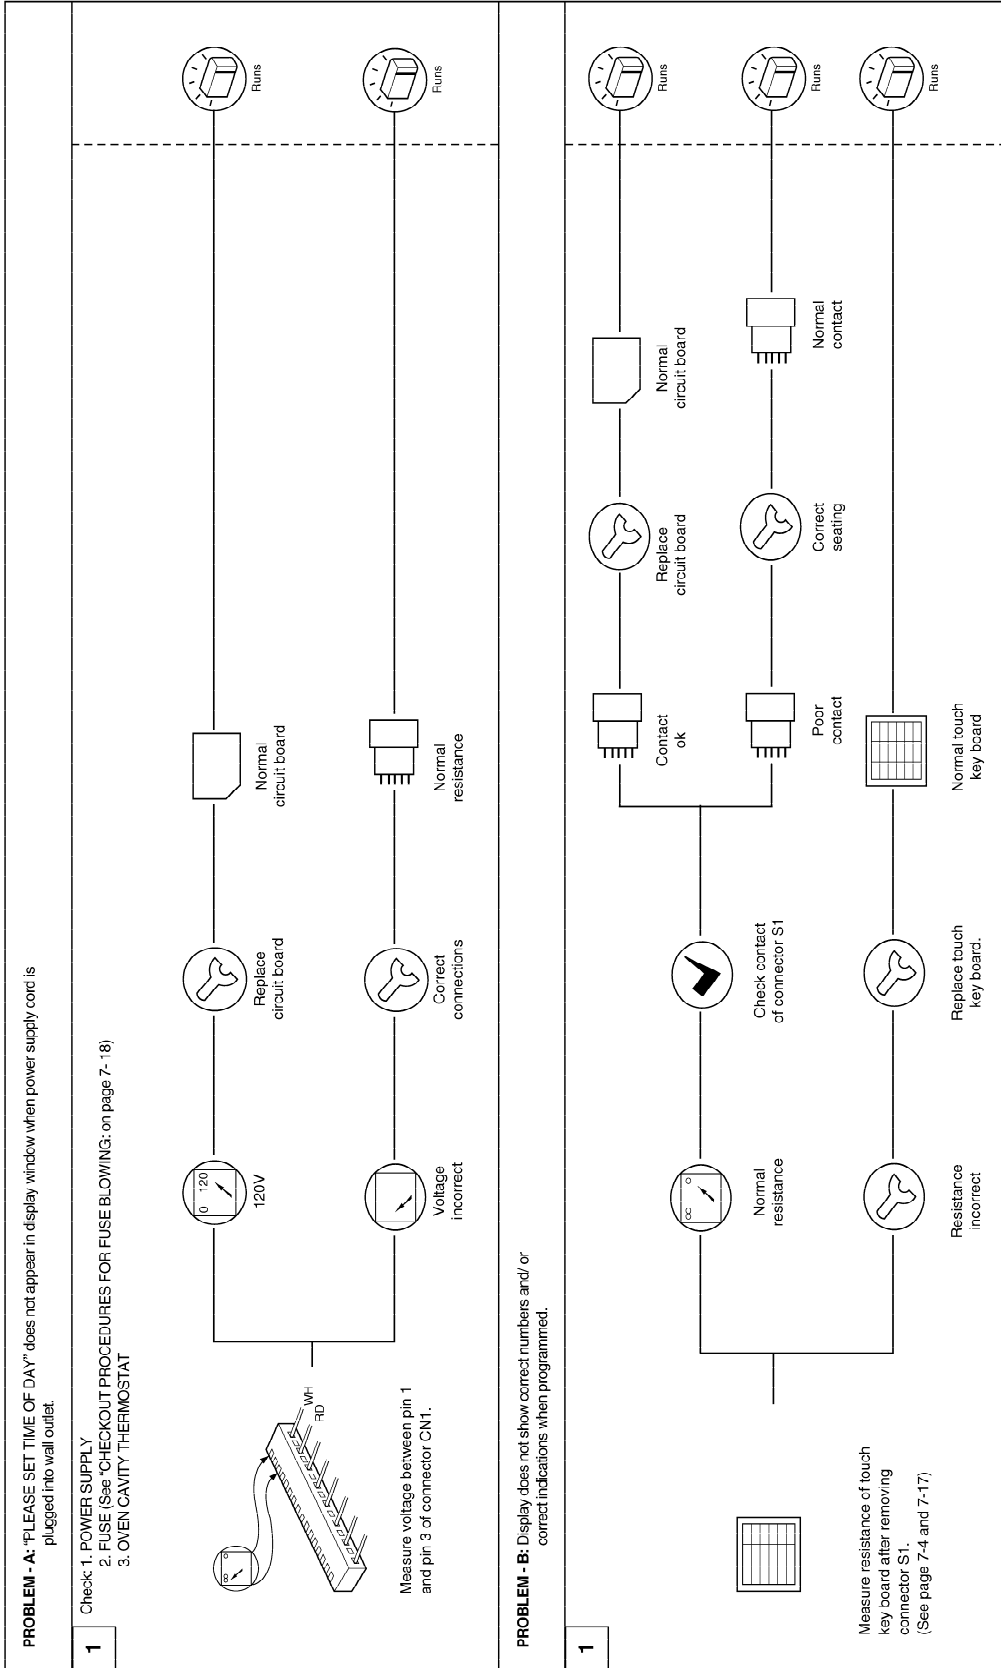 PROBLEM - A: "PLEASE SET TIME OF DAY" does not appear in display window when power supply cord is
plugged into wall outlet.
1
Check: 1. POWER SUPPLY
2. FUSE (See "CHECKOUT PROCEDURES FOR FUSE BLOWING: on page 7- 18)
3. OVEN CAVITY THERMOSTAT
∞ 0
WH
RD
Measure voltage between pin 1
and pin 3 of connector CN1.
0 120
120V
Replace
circuit board
Normal
circuit board
Runs
Voltage
incorrect
Correct
connections
Normal
resistance
Runs
PROBLEM - B: Display does not show correct numbers and/ or
correct indications when programmed.
1
Measure resistance of touch
key board after removing
connector S1.
(See page 7-4 and 7-17)
∞ 0
Normal
resistance
Check contact
of connector S1
Contact
ok
Replace
circuit board
Normal
circuit board
Runs
Poor
contact
Correct
seating
Normal
contact
Runs
Resistance
incorrect
Replace touch
key board.
Normal touch
key board
Runs